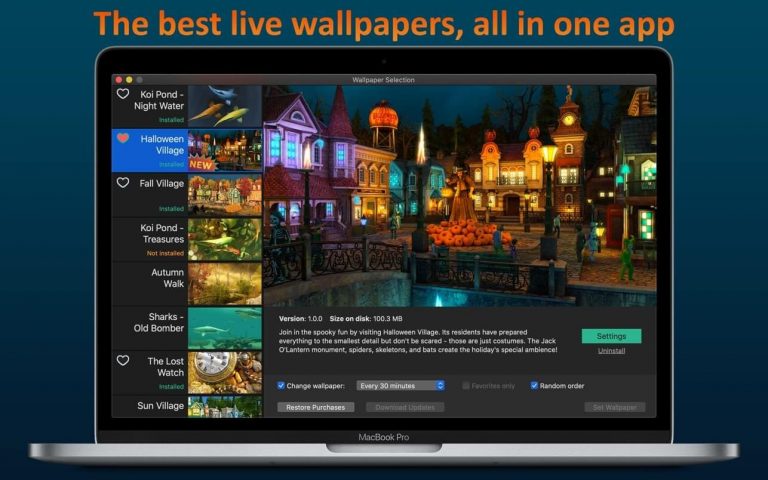 The best live wallpapers, all in one app
Wallpaper Selection
Koi Pond -
Night Water
Installed
Halloween
Village
Installed
NEW
Fall Village
Installed
Koi Pond -
Treasures
Not installed
Autumn
Walk
Sharks -
Old Bomber
The Lost
Watch
Installed
Sun Village
Version: 1.0.0 Size on disk: 100.3 MB
Join in the spooky fun by visiting Halloween Village. Its residents have prepared
everything to the smallest detail but don't be scared - those are just costumes. The Jack
O'Lantern monument, spiders, skeletons, and bats create the holiday's special ambience!
Settings
Uninstall
Change wallpaper: Every 30 minutes Favorites only Random order
Restore Purchases Download Updates Set Wallpaper
MacBook Pro